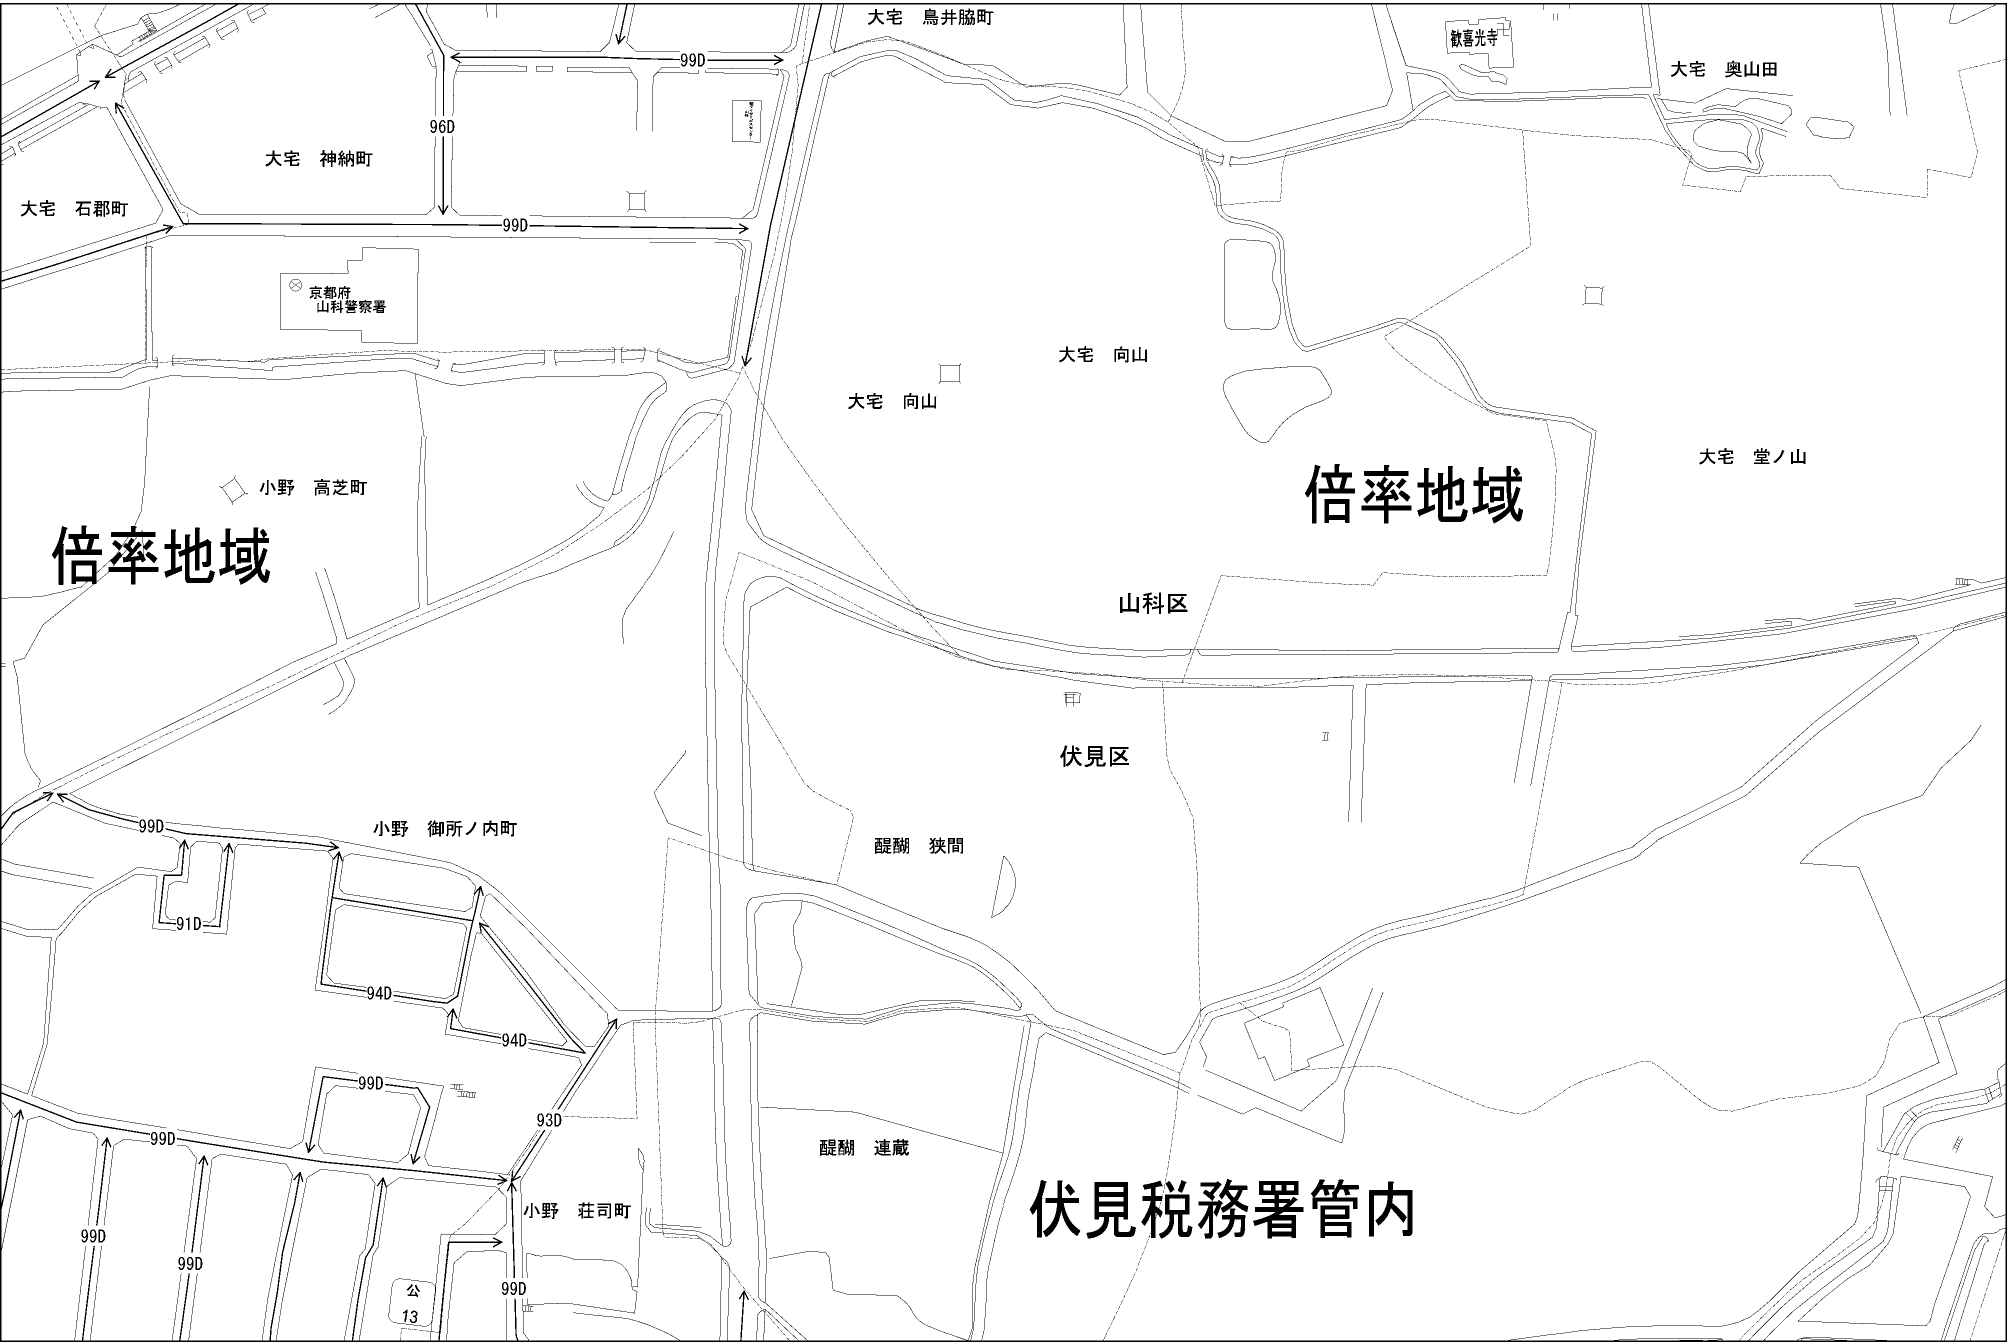 大宅　鳥井脇町
歓喜光寺
99D
大宅　奥山田
96D
大宅　神納町
大宅　石郡町
99D
京都府
山科警察署
大宅　向山
大宅　向山
小野　高芝町
大宅　堂ノ山
倍率地域
倍率地域
山科区
伏見区
99D
小野　御所ノ内町
醍醐　狭間
91D
94D
94D
99D
93D
99D
醍醐　連蔵
小野　荘司町
伏見税務署管内
99D
99D
99D
公
13